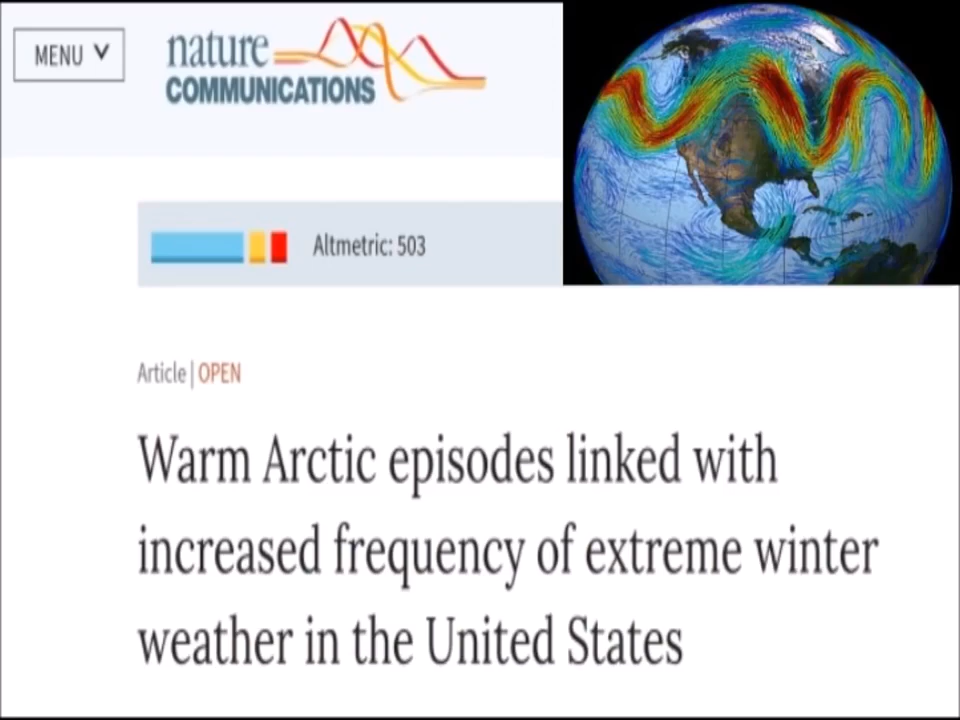 MENU
nature
COMMUNICATIONS
Altmetric: 503
Article | OPEN
Warm Arctic episodes linked with
increased frequency of extreme winter
weather in the United States